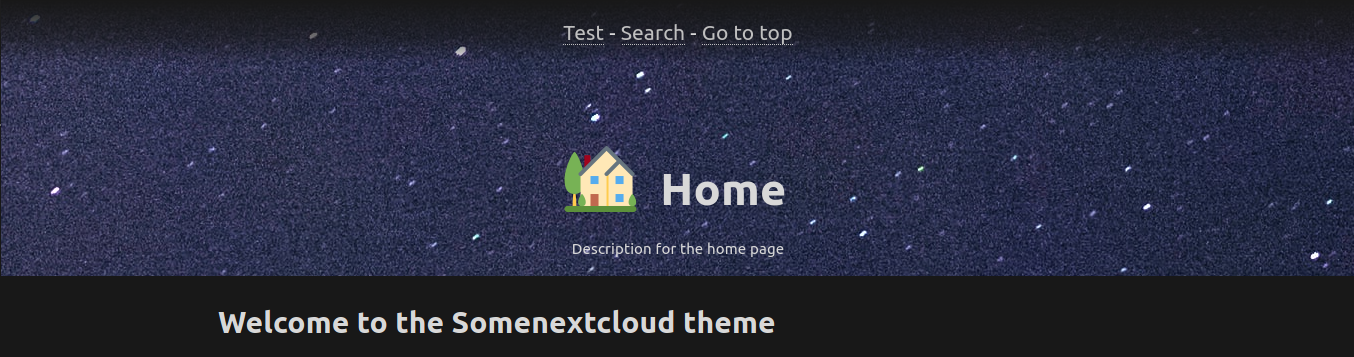 Test - Search - Go to top
Home
Description for the home page
Welcome to the Somenextcloud theme